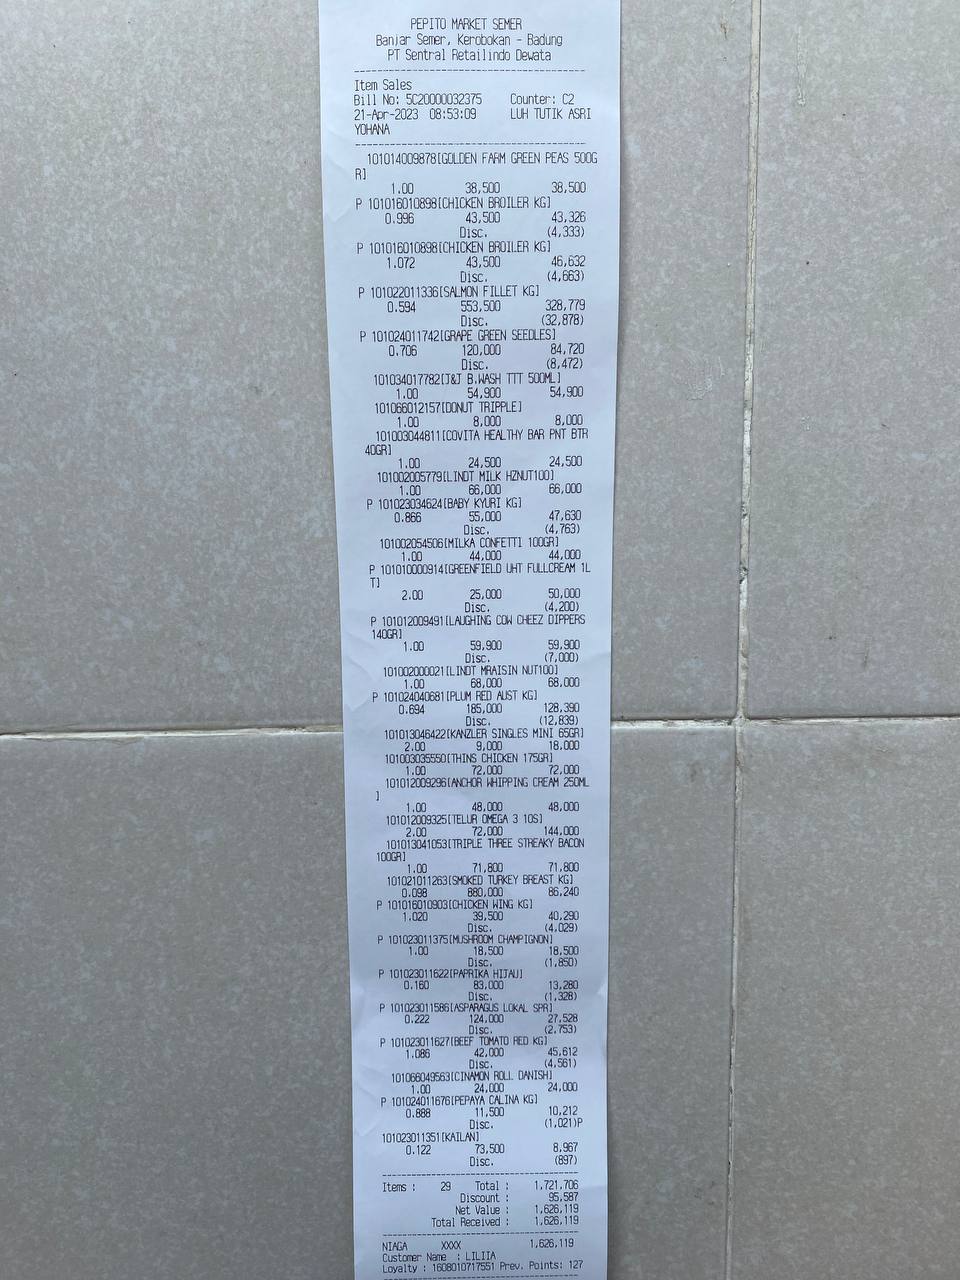 PEPITO MARKET SEMER
Banjar Semer, Kerobokan - Badung
PT Sentral Retailindo Dewata
Item Sales
Bill No: 5C20000032375 Counter: C2
21-Apr-2023 08:53:09 LUH TUTIK ASRI
YOHANA
101014009878[GOLDEN FARM GREEN PEAS 500G
R]
1.00 38,500 38,500
P 101016010898[CHICKEN BROILER KG]
0.996 43,500 43,326
Disc. (4,333)
P 101016010898[CHICKEN BROILER KG]
1.072 43,500 46,632
Disc. (4,663)
P 101022011336[SALMON FILLET KG]
0.594 553,500 328,779
Disc. (32,878)
P 101024011742[GRAPE GREEN SEEDLES]
0.706 120,000 84,720
Disc. (8,472)
101034017782[J&J B.WASH TTT 500ML]
1.00 54,900 54,900
101066012157[DONUT TRIPPLE]
1.00 8,000 8,000
101003044811[COVITA HEALTHY BAR PNT BTR
40GR]
1.00 24,500 24,500
101002005779[LINDT MILK HZNUT100]
1.00 66,000 66,000
P 101023034624[BABY KYURI KG]
0.866 55,000 47,630
Disc. (4,763)
101002054506[MILKA CONFETTI 100GR]
1.00 44,000 44,000
P 101010000914[GREENFIELD UHT FULLCREAM 1L
T]
2.00 25,000 50,000
Disc. (4,200)
P 101012009491[LAUGHING COW CHEEZ DIPPERS
140GR]
1.00 59,900 59,900
Disc. (7,000)
101002000021[LINDT MRAISIN NUT100]
1.00 68,000 68,000
P 101024040681[PLUM RED AUST KG]
0.694 185,000 128,390
Disc. (12,839)
101013046422[KANZLER SINGLES MINI 65GR]
2.00 9,000 18,000
101003035550[THINS CHICKEN 175GR]
1.00 72,000 72,000
101012009296[ANCHOR WHIPPING CREAM 250ML
]
1.00 48,000 48,000
101012009325[TELUR OMEGA 3 10S]
2.00 72,000 144,000
101013041053[TRIPLE THREE STREAKY BACON
100GR]
1.00 71,800 71,800
101021011263[SMOKED TURKEY BREAST KG]
0.098 880,000 86,240
P 101016010903[CHICKEN WING KG]
1.020 39,500 40,290
Disc. (4,029)
P 101023011375[MUSHROOM CHAMPIGNON]
1.00 18,500 18,500
Disc. (1,850)
P 101023011622[PAPRIKA HIJAU]
0.160 83,000 13,280
Disc. (1,328)
P 101023011586[ASPARAGUS LOKAL SPR]
0.222 124,000 27,528
Disc. (2,753)
P 101023011627[BEEF TOMATO RED KG]
1.086 42,000 45,612
Disc. (4,561)
101066049563[CINAMON ROLL DANISH]
1.00 24,000 24,000
P 101024011676[PEPAYA CALINA KG]
0.888 11,500 10,212
Disc. (1,021)P
101023011351[KAILAN]
0.122 73,500 8,967
Disc. (897)
Items : 29 Total : 1,721,706
Discount : 95,587
Net Value : 1,626,119
Total Received : 1,626,119
NIAGA XXXX 1,626,119
Customer Name : LILIIA
Loyalty : 1608010717551 Prev. Points: 127